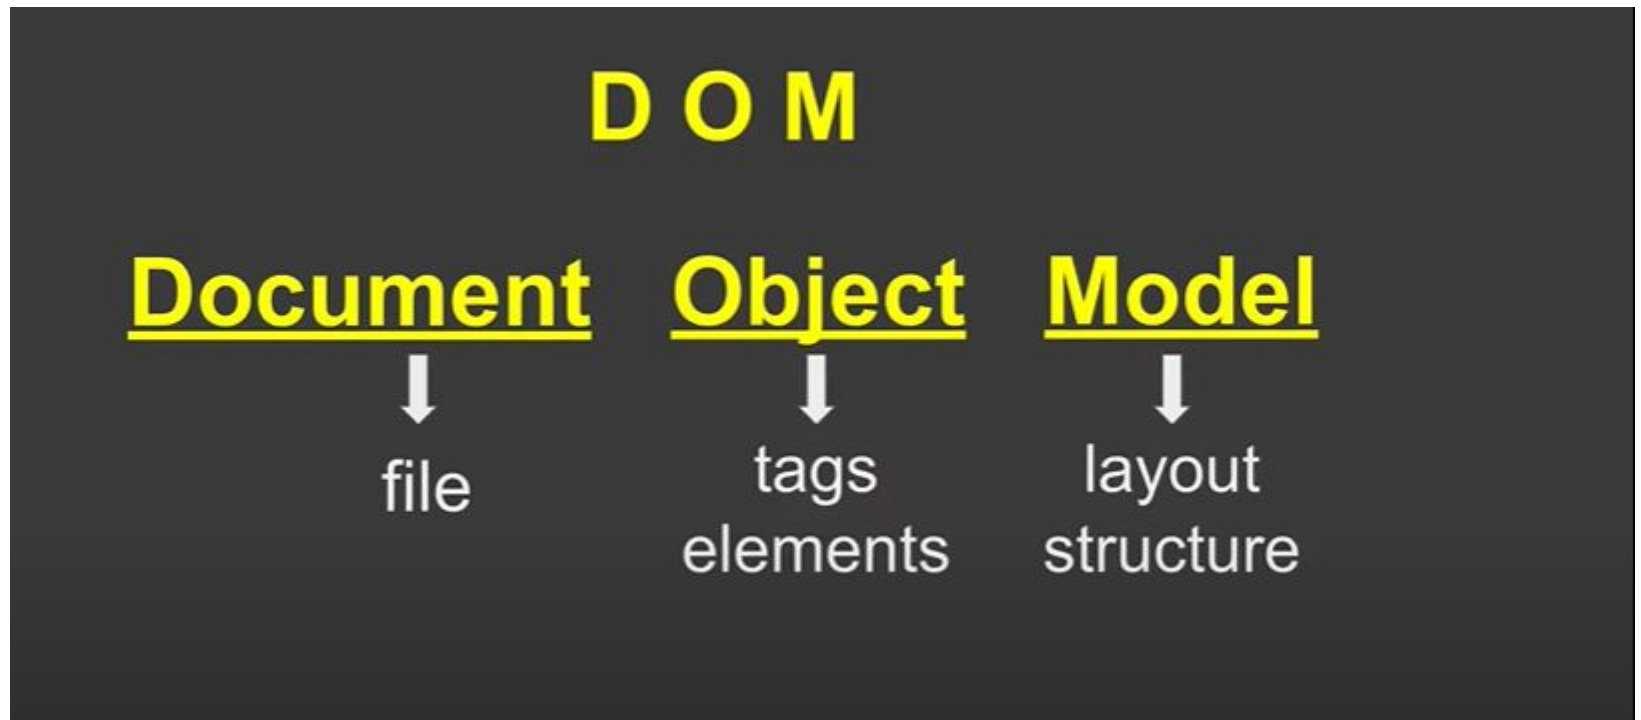 D O M
Document Object Model
file
tags
elements
layout
structure